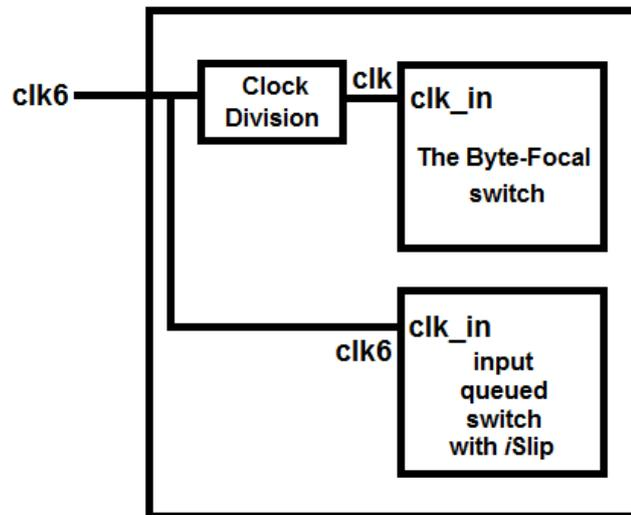 clk6
Clock
Division
clk
clk_in
The Byte-Focal
switch
clk6
clk_in
input
queued
switch
with iSlip